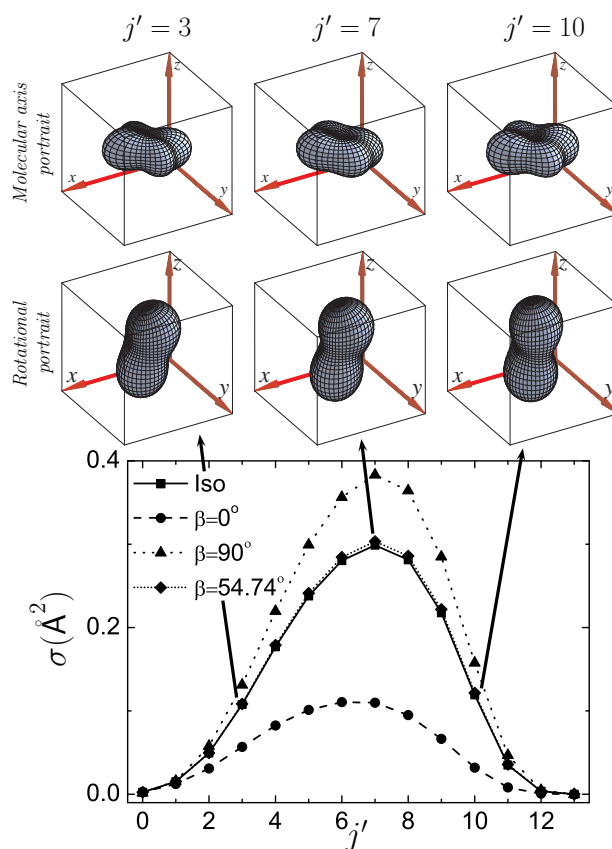 j′ = 3 j′ = 7 j′ = 10
Molecular axis
portrait
z z z
x y x y x y
Rotational
portrait
z z z
x y x y x y
0.4
Iso
β=0°
β=90°
β=54.74°
0.2
0.0
σ(Å²)
0 2 4 6 8 10 12
j′